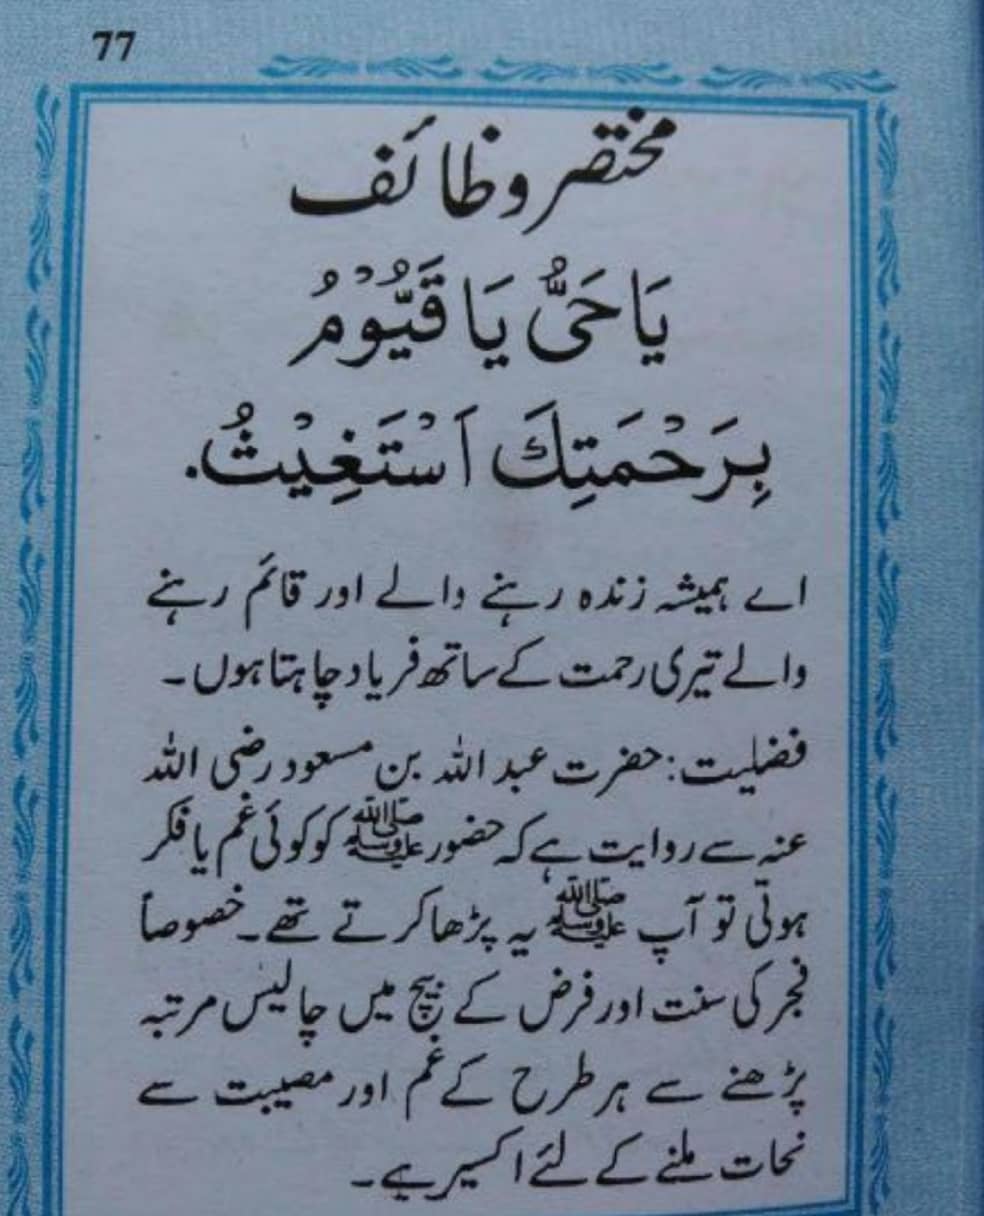 77
مختصر وظائف
يَا حَىُّ يَا قَيُّوْمُ
بِرَحْمَتِكَ اَسْتَغِيْثُ.
اے ہمیشہ زندہ رہنے والے اور قائم رہنے
والے تیری رحمت کے ساتھ فریاد چاہتا ہوں۔
فضلیت: حضرت عبد اللہ بن مسعود رضی اللہ
عنہ سے روایت ہے کہ حضور ﷺ کو کوئی غم یا فکر
ہوتی تو آپ ﷺ یہ پڑھا کرتے تھے۔ خصوصاً
فجر کی سنت اور فرض کے بیچ میں چالیس مرتبہ
پڑھنے سے ہر طرح کے غم اور مصیبت سے
نحات ملنے کے لئے اکسیر ہے۔